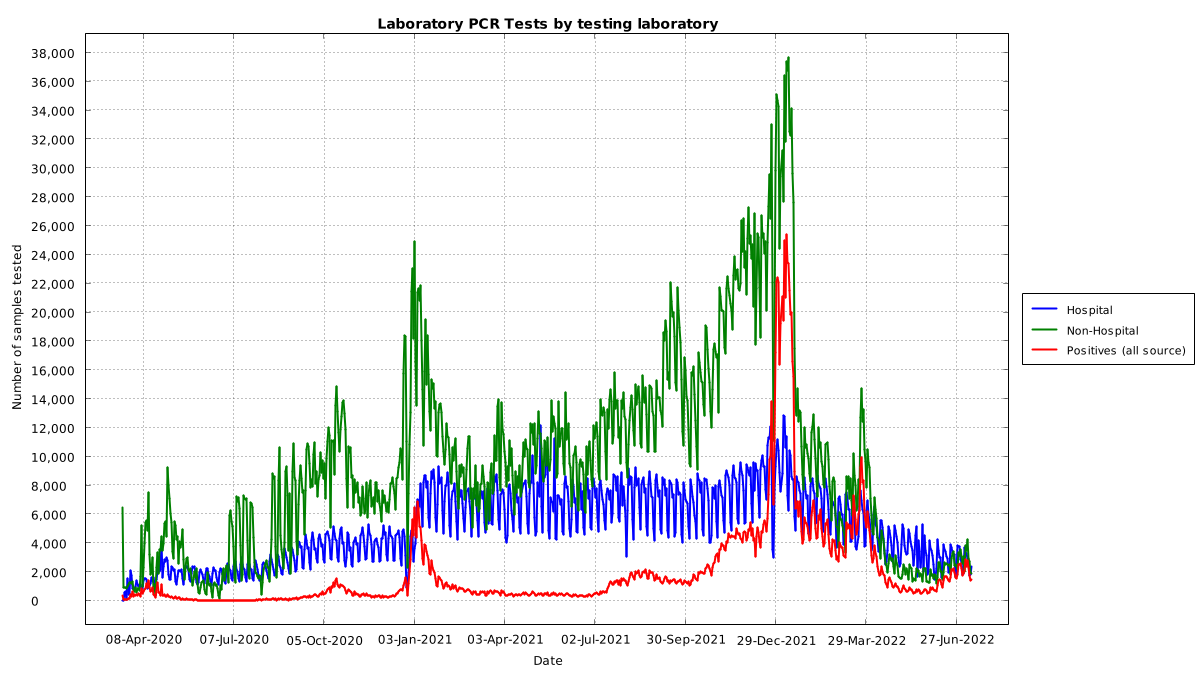 Laboratory PCR Tests by testing laboratory
38,000
36,000
34,000
32,000
30,000
28,000
26,000
24,000
22,000
20,000
18,000
16,000
14,000
12,000
10,000
8,000
6,000
4,000
2,000
0
Number of samples tested
08-Apr-2020 07-Jul-2020 05-Oct-2020 03-Jan-2021 03-Apr-2021 02-Jul-2021 30-Sep-2021 29-Dec-2021 29-Mar-2022 27-Jun-2022
Date
Hospital
Non-Hospital
Positives (all source)